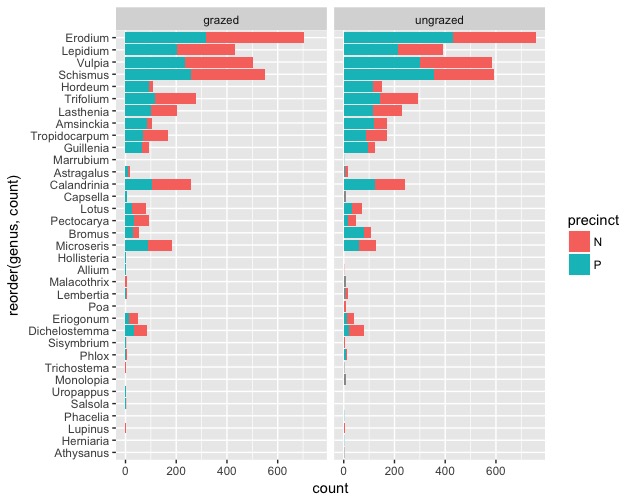 grazed
ungrazed
reorder(genus, count)
Erodium
Lepidium
Vulpia
Schismus
Hordeum
Trifolium
Lasthenia
Amsinckia
Tropidocarpum
Guillenia
Marrubium
Astragalus
Calandrinia
Capsella
Lotus
Pectocarya
Bromus
Microseris
Hollisteria
Allium
Malacothrix
Lembertia
Poa
Eriogonum
Dichelostemma
Sisymbrium
Phlox
Trichostema
Monolopia
Uropappus
Salsola
Phacelia
Lupinus
Herniaria
Athysanus
0 200 400 600
0 200 400 600
count
precinct
N
P